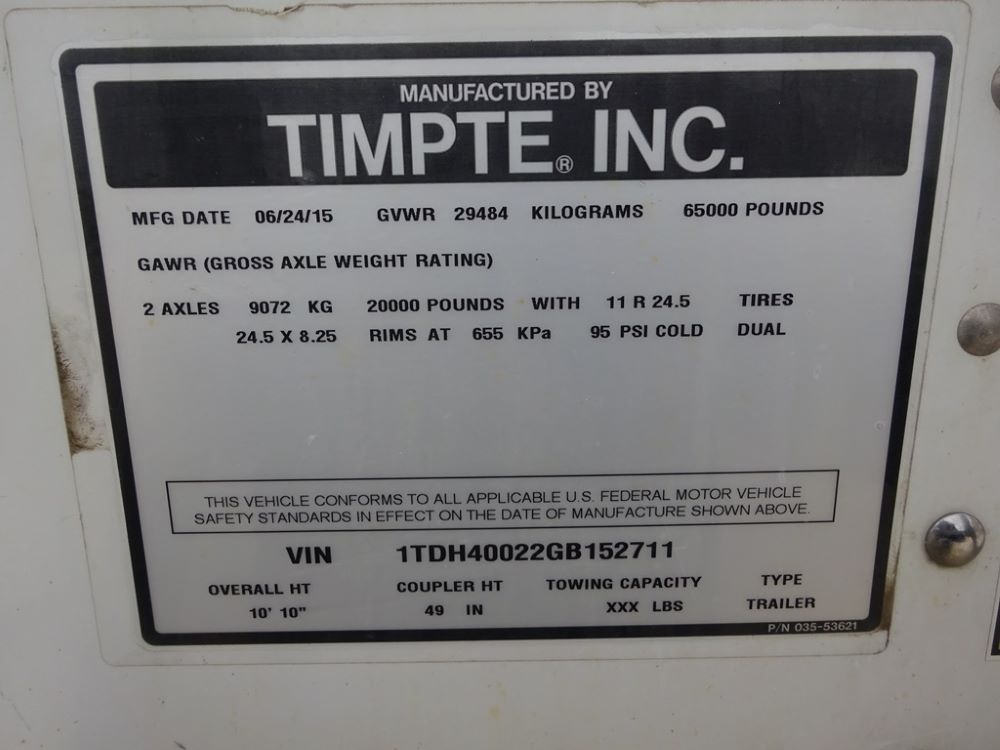 MANUFACTURED BY
TIMPTE® INC.
MFG DATE 06/24/15 GVWR 29484 KILOGRAMS 65000 POUNDS
GAWR (GROSS AXLE WEIGHT RATING)
2 AXLES 9072 KG 20000 POUNDS WITH 11 R 24.5 TIRES
24.5 X 8.25 RIMS AT 655 KPa 95 PSI COLD DUAL
THIS VEHICLE CONFORMS TO ALL APPLICABLE U.S. FEDERAL MOTOR VEHICLE
SAFETY STANDARDS IN EFFECT ON THE DATE OF MANUFACTURE SHOWN ABOVE.
VIN 1TDH40022GB152711
OVERALL HT COUPLER HT TOWING CAPACITY TYPE
10' 10" 49 IN XXX LBS TRAILER
P/N 035-53621